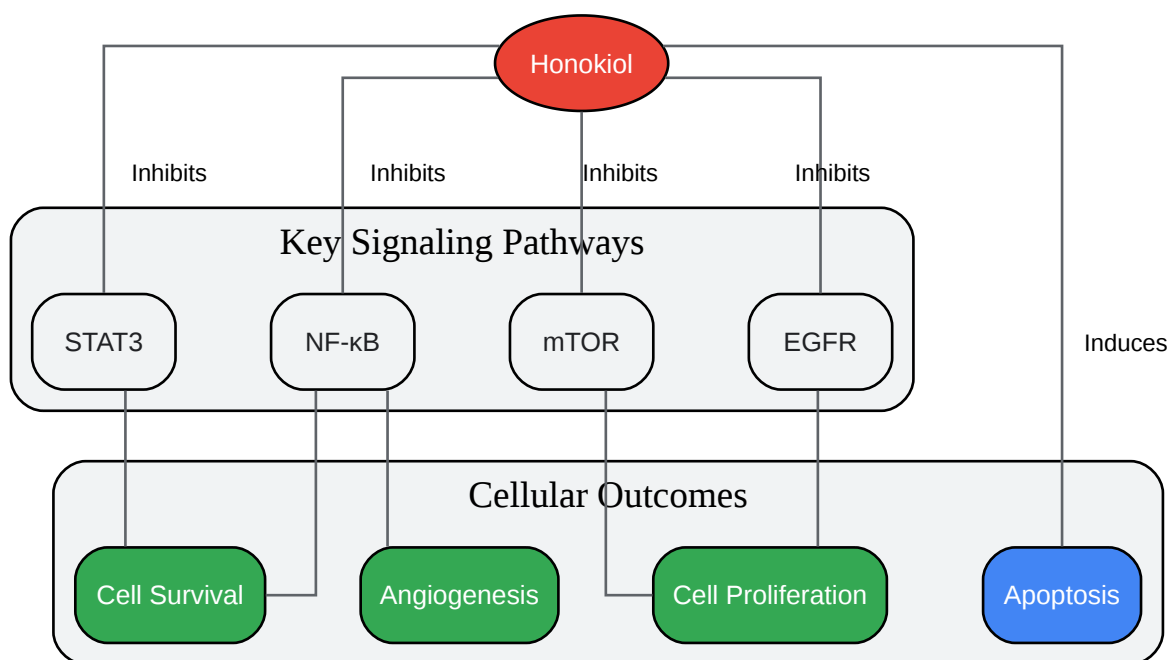 Honokiol
Inhibits
Inhibits
Inhibits
Inhibits
Key Signaling Pathways
STAT3
NF-κB
mTOR
EGFR
Induces
Cellular Outcomes
Cell Survival
Angiogenesis
Cell Proliferation
Apoptosis